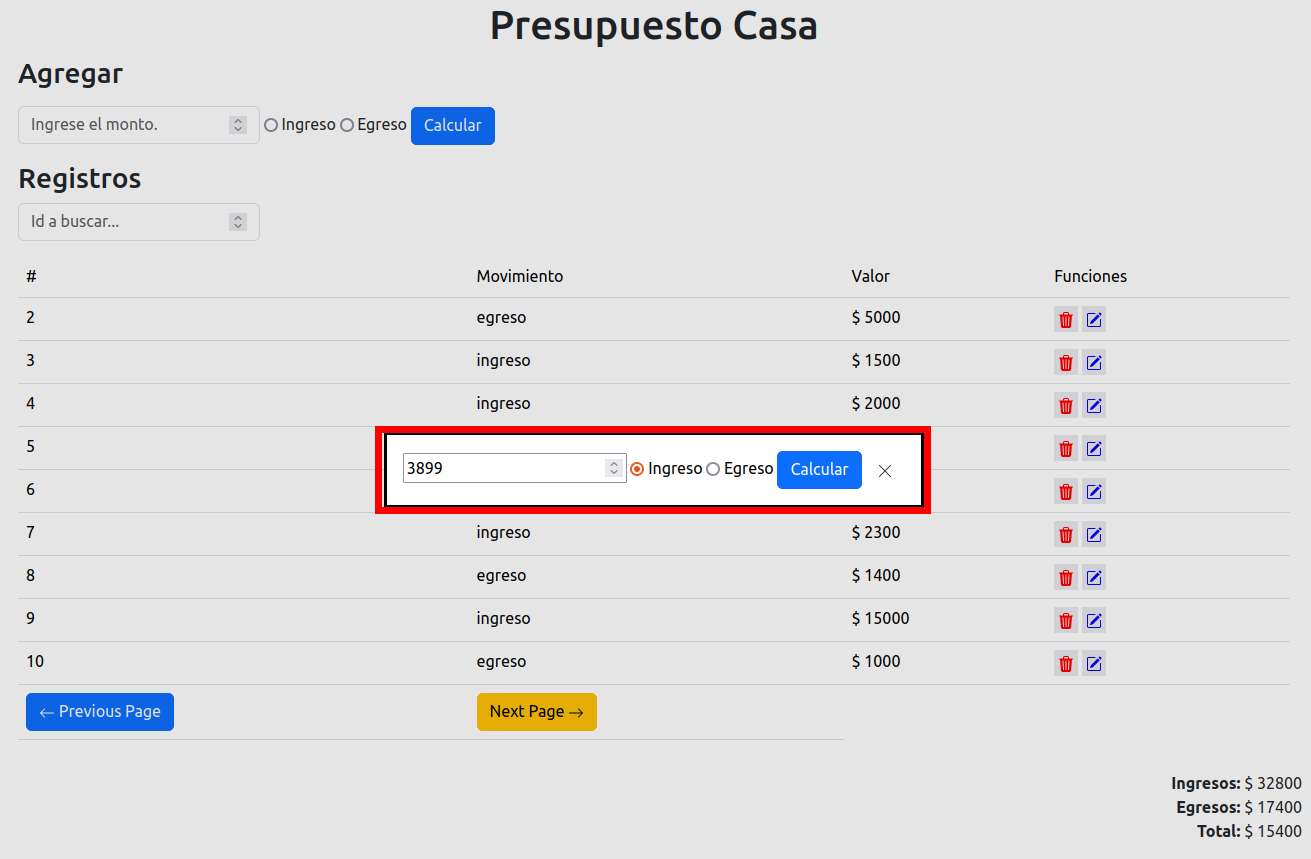 Presupuesto Casa
Agregar
Ingrese el monto. Ingreso Egreso Calcular
Registros
Id a buscar...
# Movimiento Valor Funciones
2 egreso $ 5000
3 ingreso $ 1500
4 ingreso $ 2000
5
3899 Ingreso Egreso Calcular
6
7 ingreso $ 2300
8 egreso $ 1400
9 ingreso $ 15000
10 egreso $ 1000
← Previous Page Next Page →
Ingresos: $ 32800
Egresos: $ 17400
Total: $ 15400